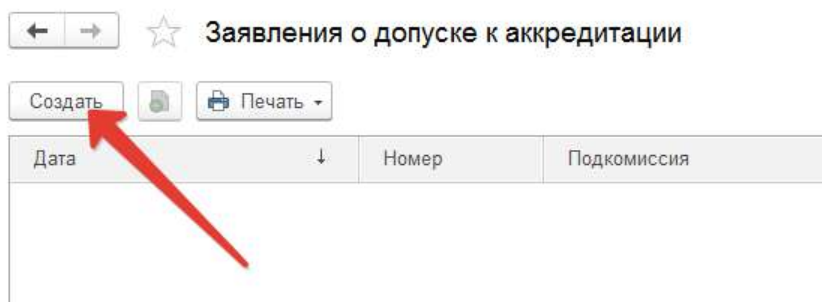 Заявления о допуске к аккредитации
Создать Печать
Дата Номер Подкомиссия